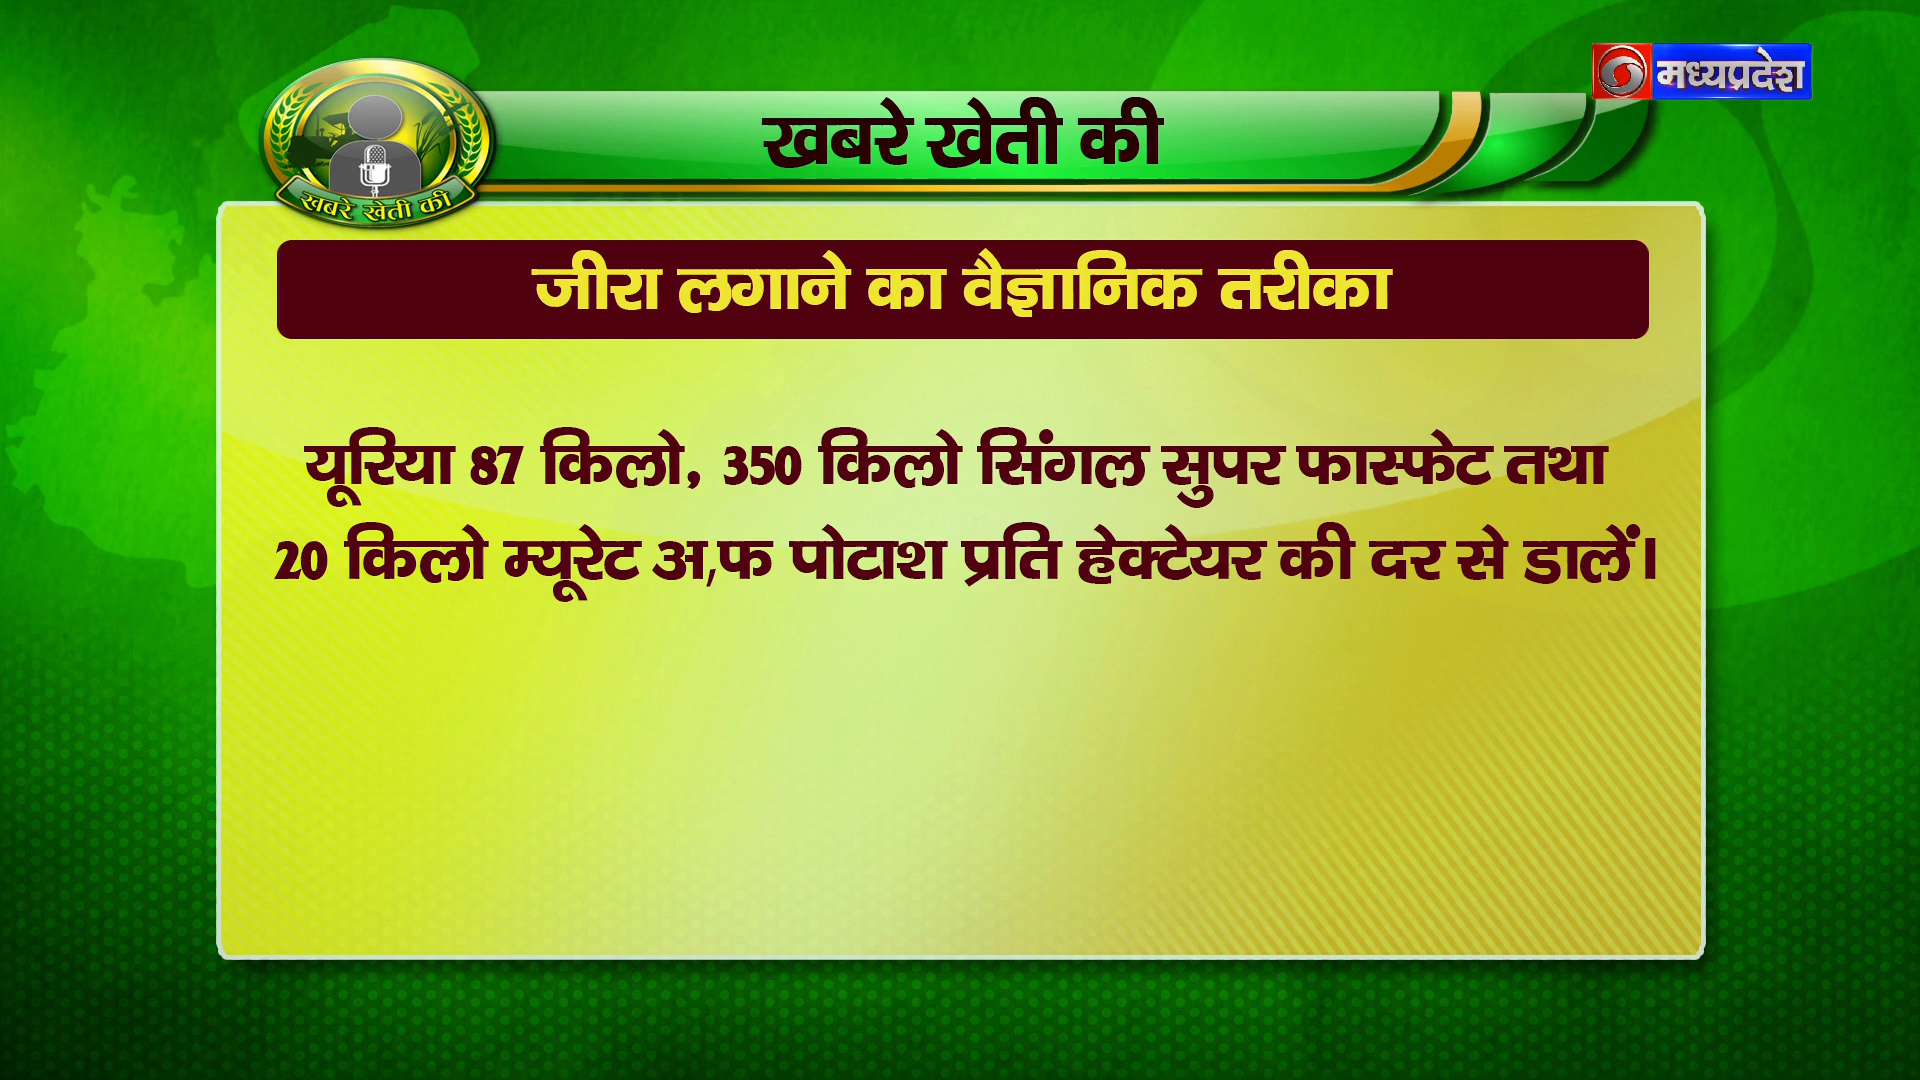 मध्यप्रदेश
खबरे खेती की
खबरे खेती की
जीरा लगाने का वैज्ञानिक तरीका
यूरिया 87 किलो, 350 किलो सिंगल सुपर फास्फेट तथा
20 किलो म्यूरेट अ,फ पोटाश प्रति हेक्टेयर की दर से डालें।